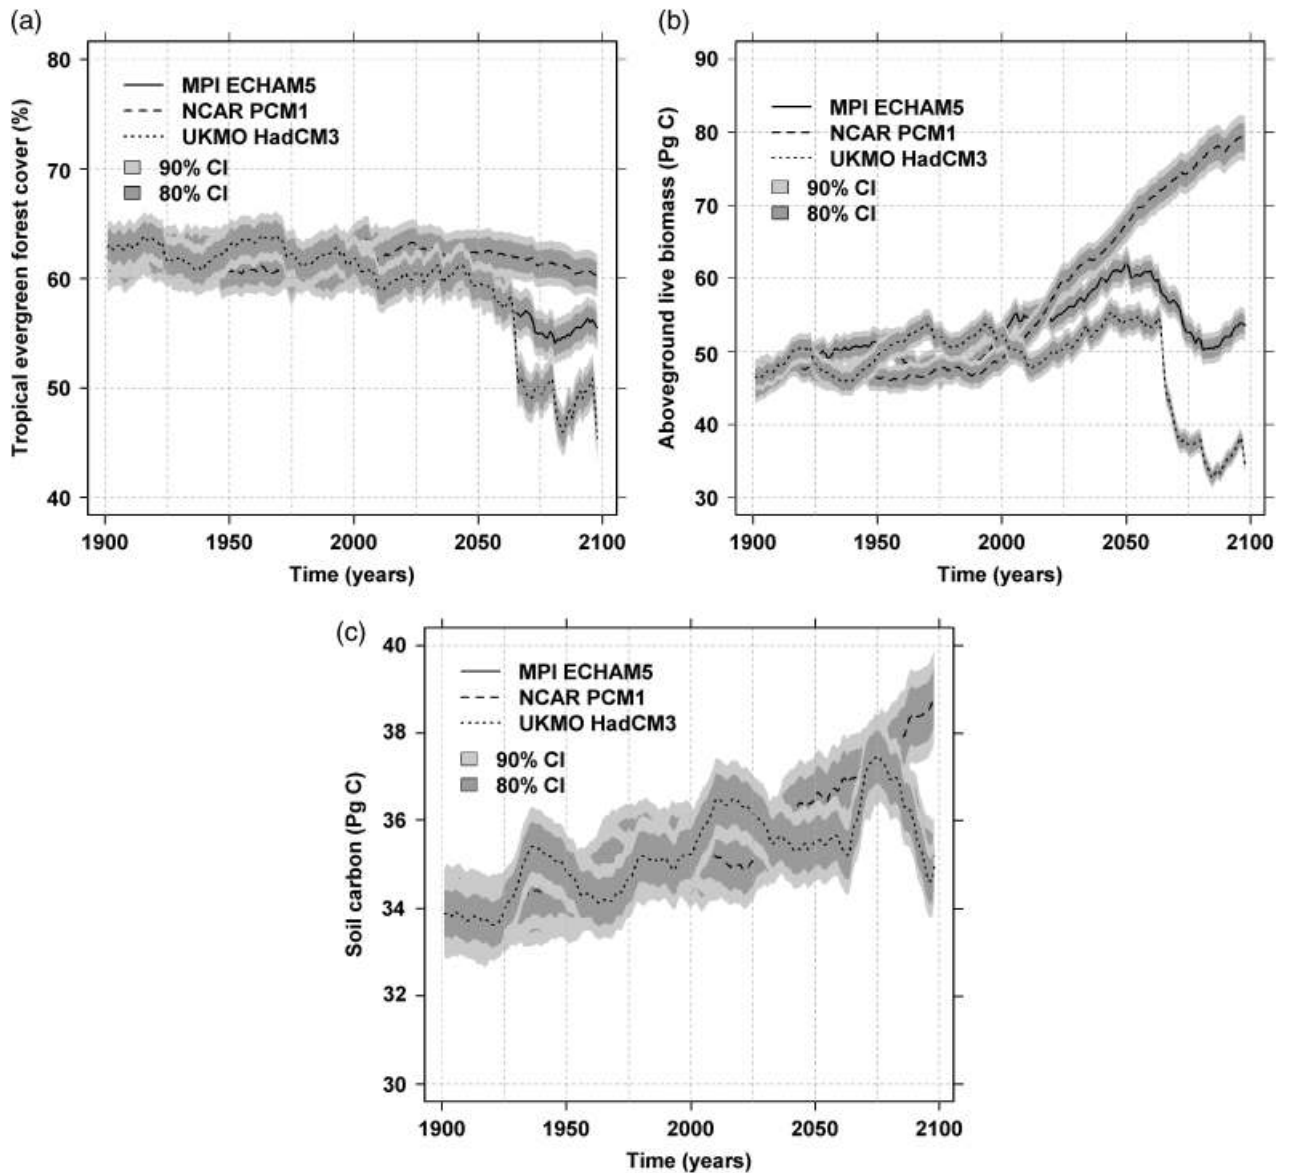 (a)
80
70
60
50
40
Tropical evergreen forest cover (%)
MPI ECHAM5
NCAR PCM1
UKMO HadCM3
90% CI
80% CI
1900 1950 2000 2050 2100
Time (years)
(b)
90
80
70
60
50
40
30
Aboveground live biomass (Pg C)
MPI ECHAM5
NCAR PCM1
UKMO HadCM3
90% CI
80% CI
1900 1950 2000 2050 2100
Time (years)
(c)
40
38
36
34
32
30
Soil carbon (Pg C)
MPI ECHAM5
NCAR PCM1
UKMO HadCM3
90% CI
80% CI
1900 1950 2000 2050 2100
Time (years)